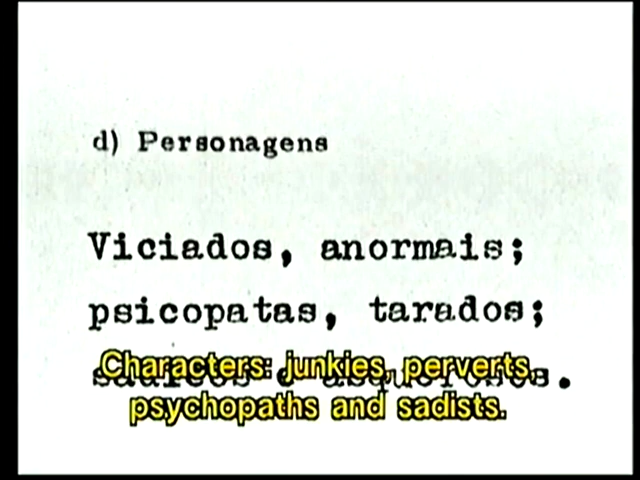 d) Personagens
Viciados, anormais;
psicopatas, tarados;
Characters: junkies, perverts,
psychopaths and sadists.